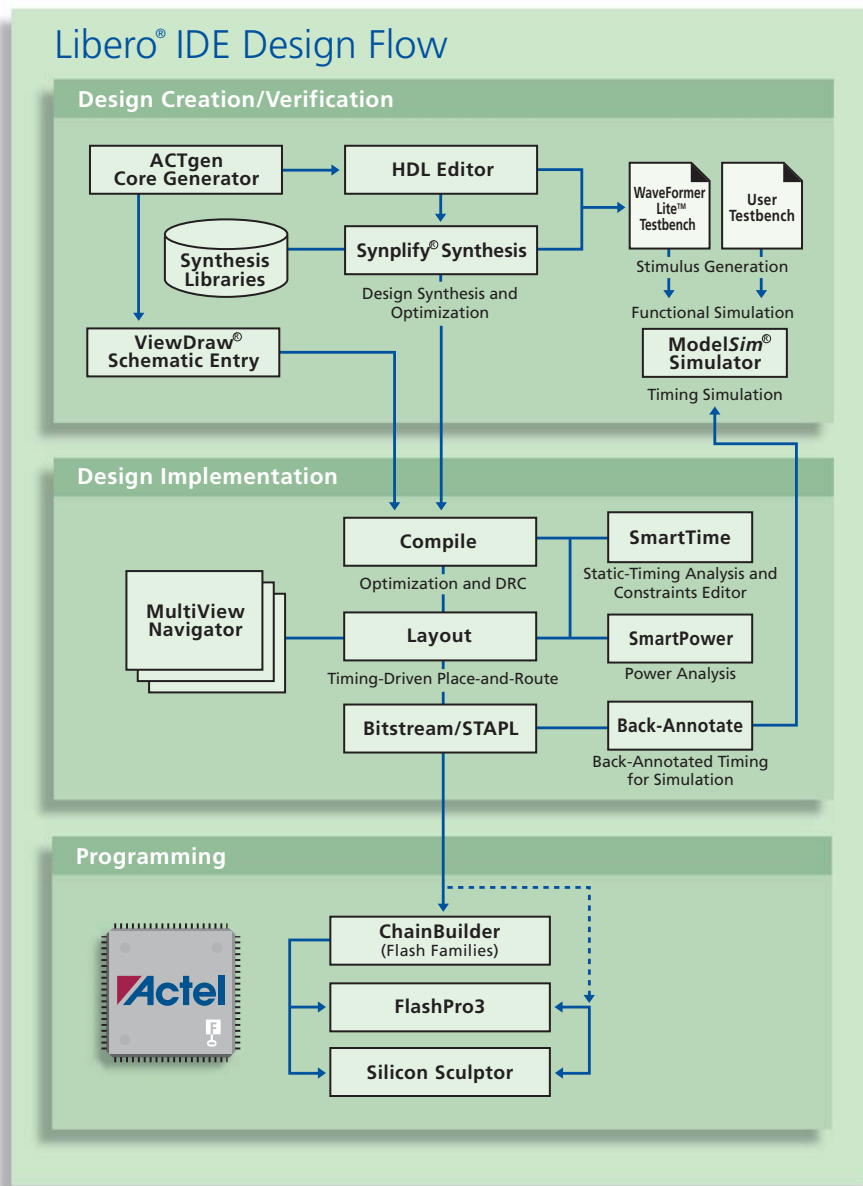 Libero® IDE Design Flow
Design Creation/Verification
ACTgen
Core Generator
HDL Editor
WaveFormer
Lite™
Testbench
User
Testbench
Synthesis
Libraries
Synplify® Synthesis
Design Synthesis and
Optimization
Stimulus Generation
Functional Simulation
ViewDraw®
Schematic Entry
ModelSim®
Simulator
Timing Simulation
Design Implementation
Compile
Optimization and DRC
SmartTime
Static-Timing Analysis and
Constraints Editor
MultiView
Navigator
Layout
Timing-Driven Place-and-Route
SmartPower
Power Analysis
Bitstream/STAPL
Back-Annotate
Back-Annotated Timing
for Simulation
Programming
ChainBuilder
(Flash Families)
Actel
F
FlashPro3
Silicon Sculptor